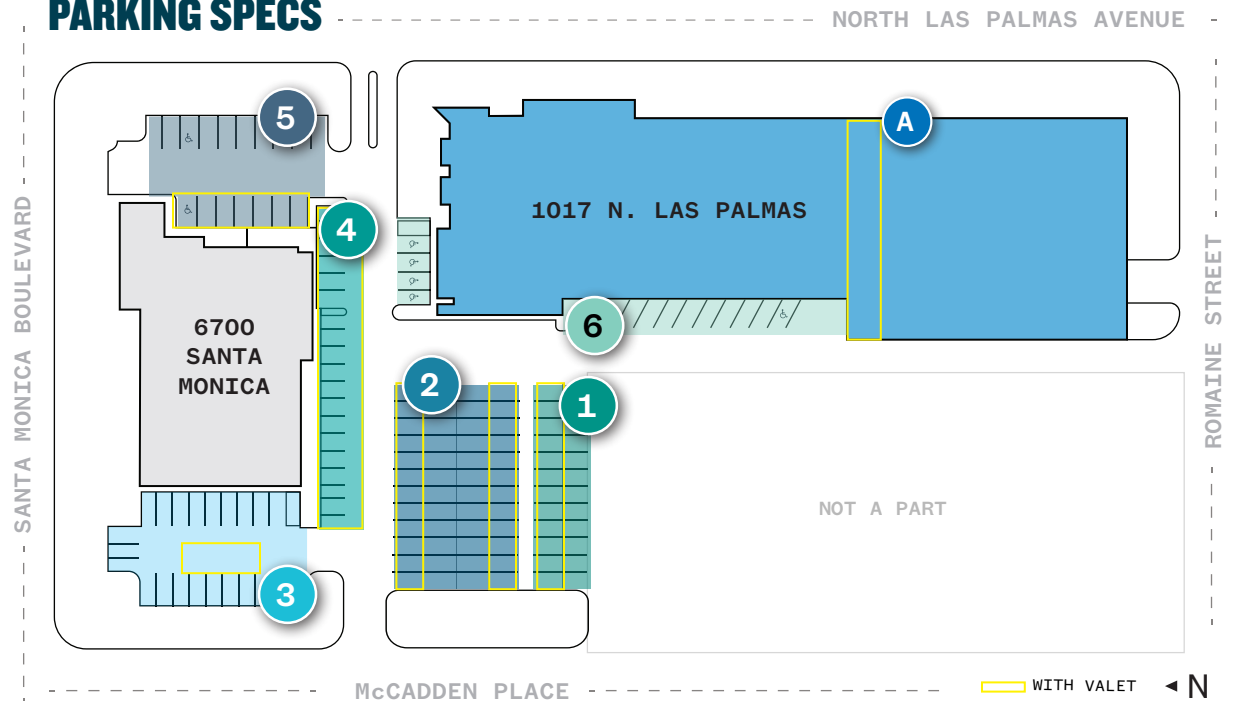 PARKING SPECS
NORTH LAS PALMAS AVENUE
5
A
SANTA MONICA BOULEVARD
4
1017 N. LAS PALMAS
ROMAINE STREET
6700
SANTA
MONICA
6
2
1
NOT A PART
3
McCADDEN PLACE
WITH VALET
N